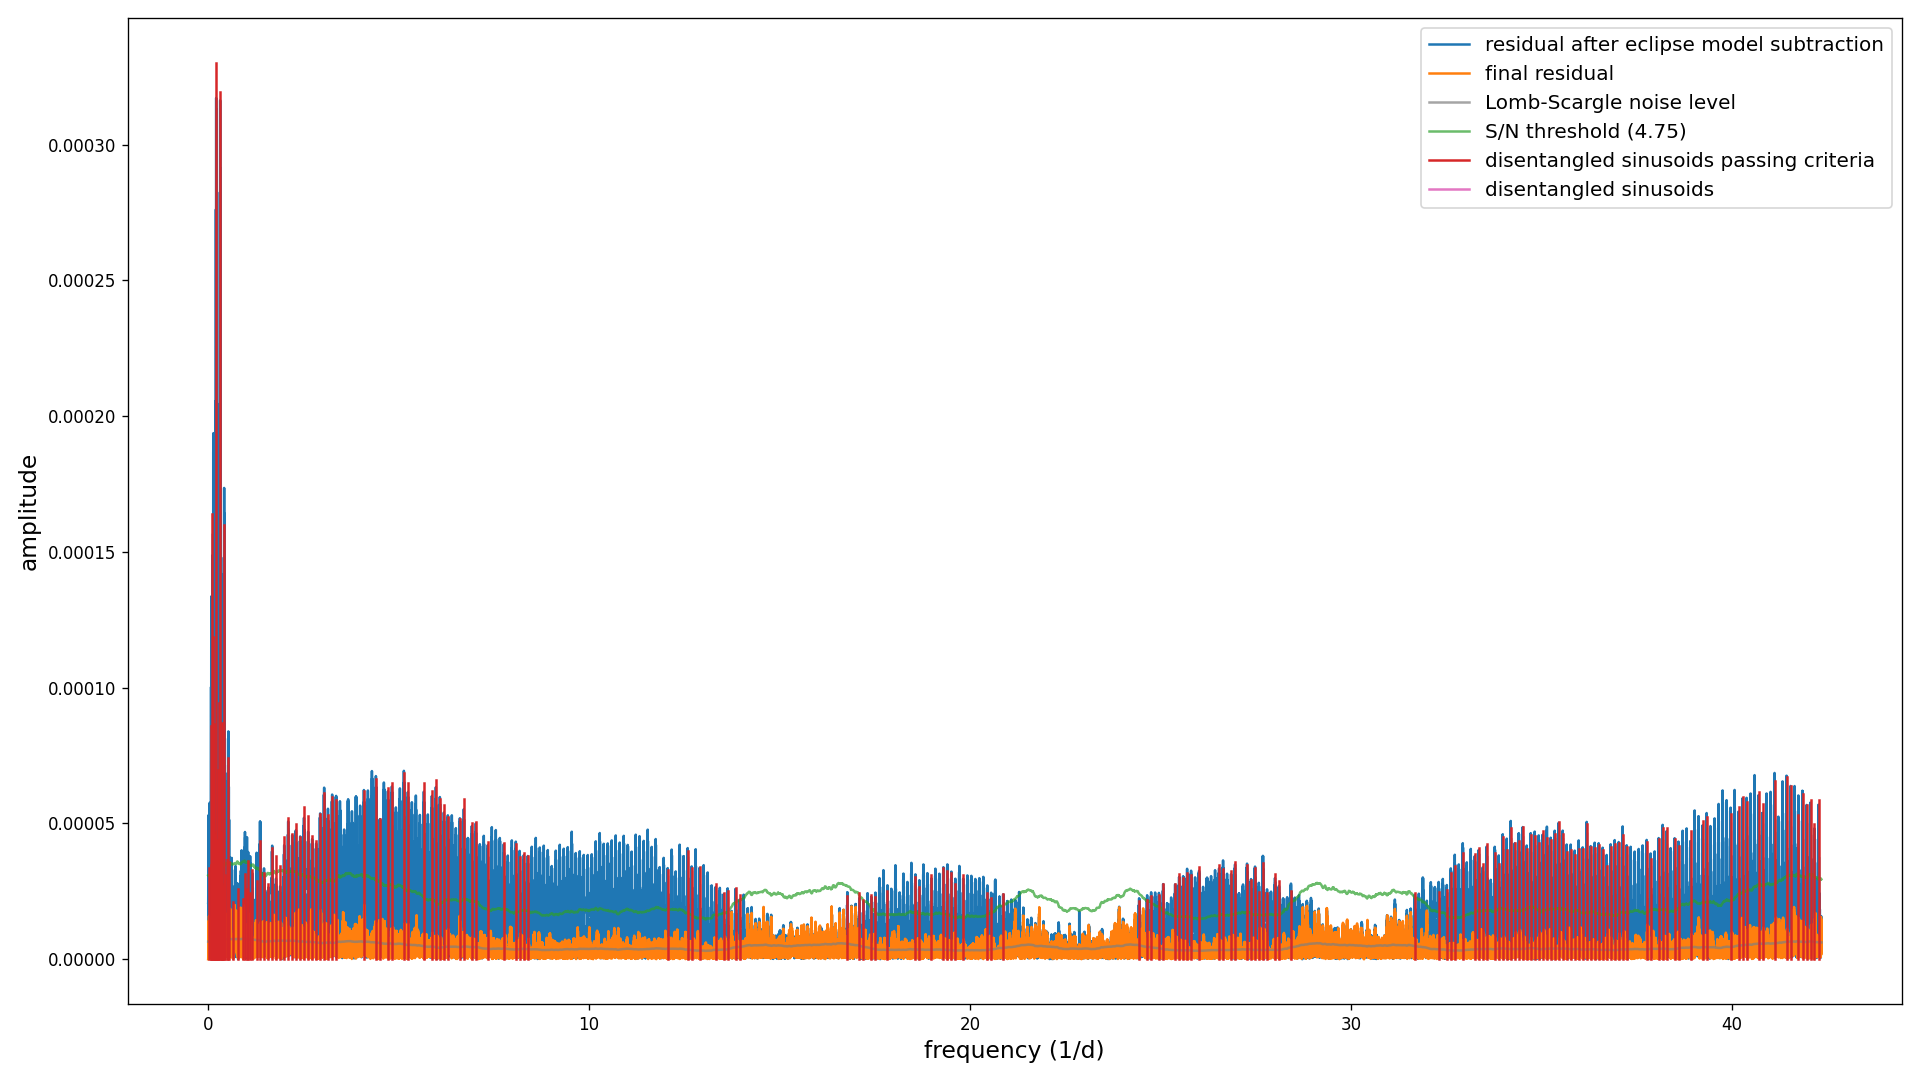 residual after eclipse model subtraction
final residual
Lomb-Scargle noise level
S/N threshold (4.75)
disentangled sinusoids passing criteria
disentangled sinusoids
0.00030
0.00025
0.00020
0.00015
0.00010
0.00005
0.00000
amplitude
0 10 20 30 40
frequency (1/d)